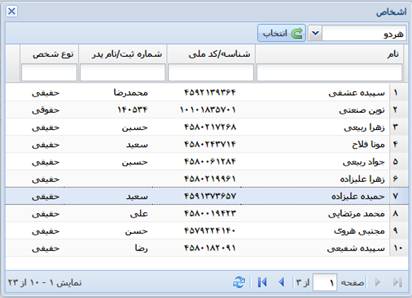 اشخاص
هردو انتخاب
نام شناسه/کد ملی شماره ثبت/نام پدر نوع شخص
۱ سپیده عشقی ۴۵۹۲۱۳۹۳۶۴ محمدرضا حقیقی
۲ نوین صنعتی ۱۰۱۰۱۸۳۵۷۰۱ ۱۴۰۵۳۴ حقوقی
۳ زهرا ربیعی ۴۵۸۰۲۱۷۲۶۸ حسین حقیقی
۴ مونا فلاح ۴۵۸۰۲۴۳۷۱۴ سعید حقیقی
۵ جواد ربیعی ۴۵۸۰۰۶۱۲۸۴ حسین حقیقی
۶ زهرا علیزاده ۴۵۸۰۲۱۹۹۶۱ حقیقی
۷ حمیده علیزاده ۴۵۹۱۳۷۳۶۵۷ سعید حقیقی
۸ محمد مرتضایی ۴۵۸۰۰۱۹۴۲۳ علی حقیقی
۹ مجتبی هروی ۴۵۷۹۲۲۴۱۴۰ حسن حقیقی
۱۰ سپیده شفیعی ۴۵۸۰۱۸۲۰۹۱ رضا حقیقی
صفحه ۱ از ۳ نمایش ۱ - ۱۰ از ۲۳